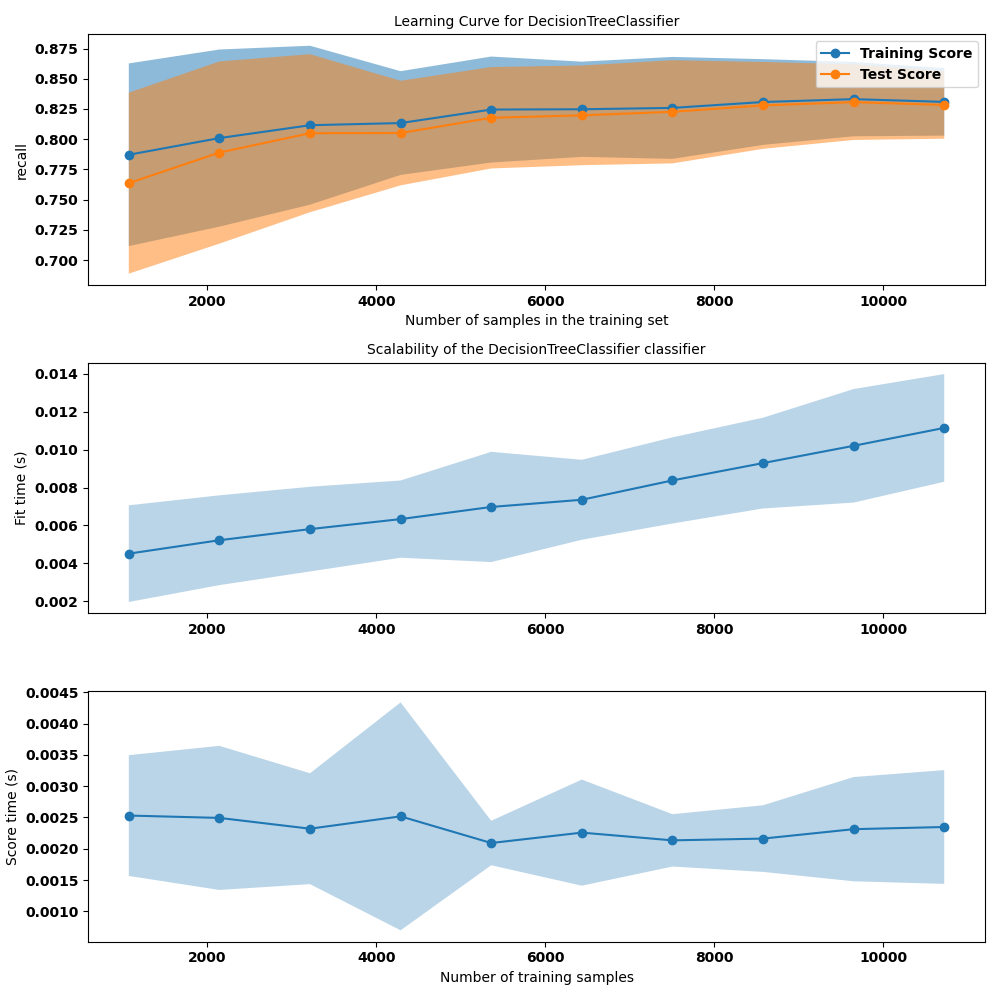 Learning Curve for DecisionTreeClassifier
0.875
0.850
0.825
0.800
0.775
0.750
0.725
0.700
recall
Training Score
Test Score
2000 4000 6000 8000 10000
Number of samples in the training set
Scalability of the DecisionTreeClassifier classifier
0.014
0.012
0.010
0.008
0.006
0.004
0.002
Fit time (s)
2000 4000 6000 8000 10000
0.0045
0.0040
0.0035
0.0030
0.0025
0.0020
0.0015
0.0010
Score time (s)
2000 4000 6000 8000 10000
Number of training samples